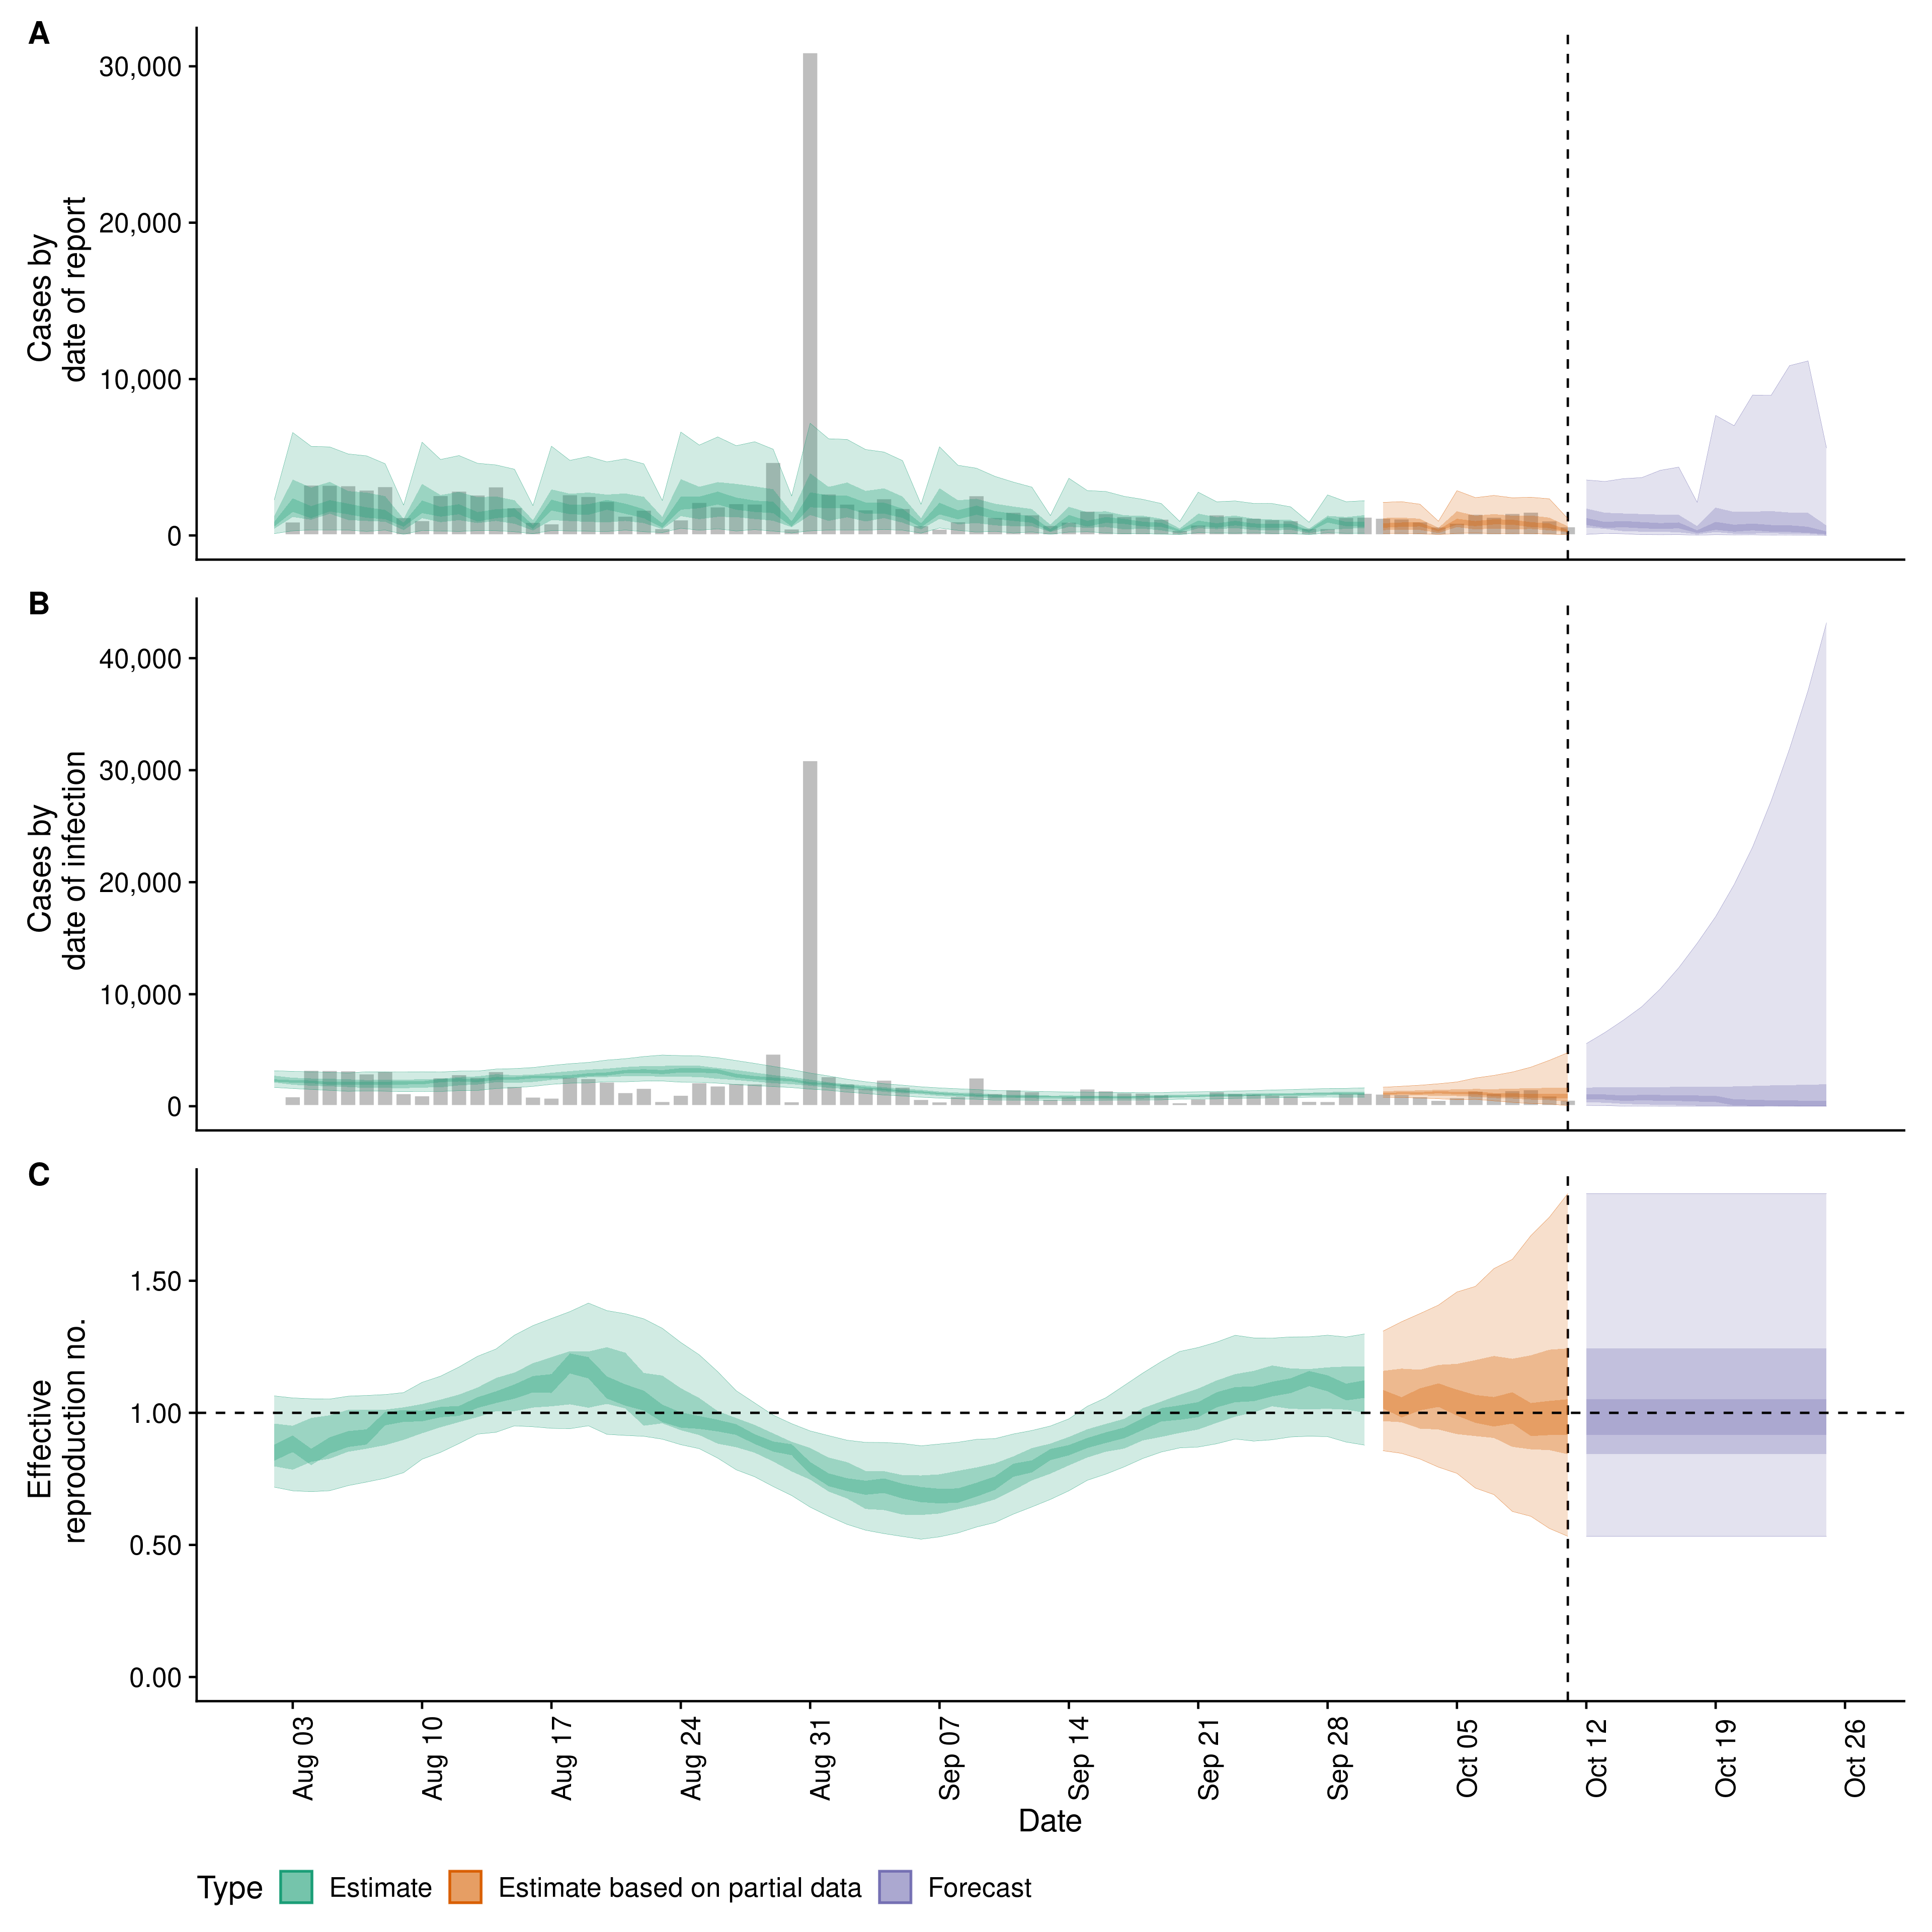 A
Cases by
date of report
30,000
20,000
10,000
0
B
Cases by
date of infection
40,000
30,000
20,000
10,000
0
C
Effective
reproduction no.
1.50
1.00
0.50
0.00
Aug 03
Aug 10
Aug 17
Aug 24
Aug 31
Sep 07
Sep 14
Sep 21
Sep 28
Oct 05
Oct 12
Oct 19
Oct 26
Date
Type Estimate Estimate based on partial data Forecast